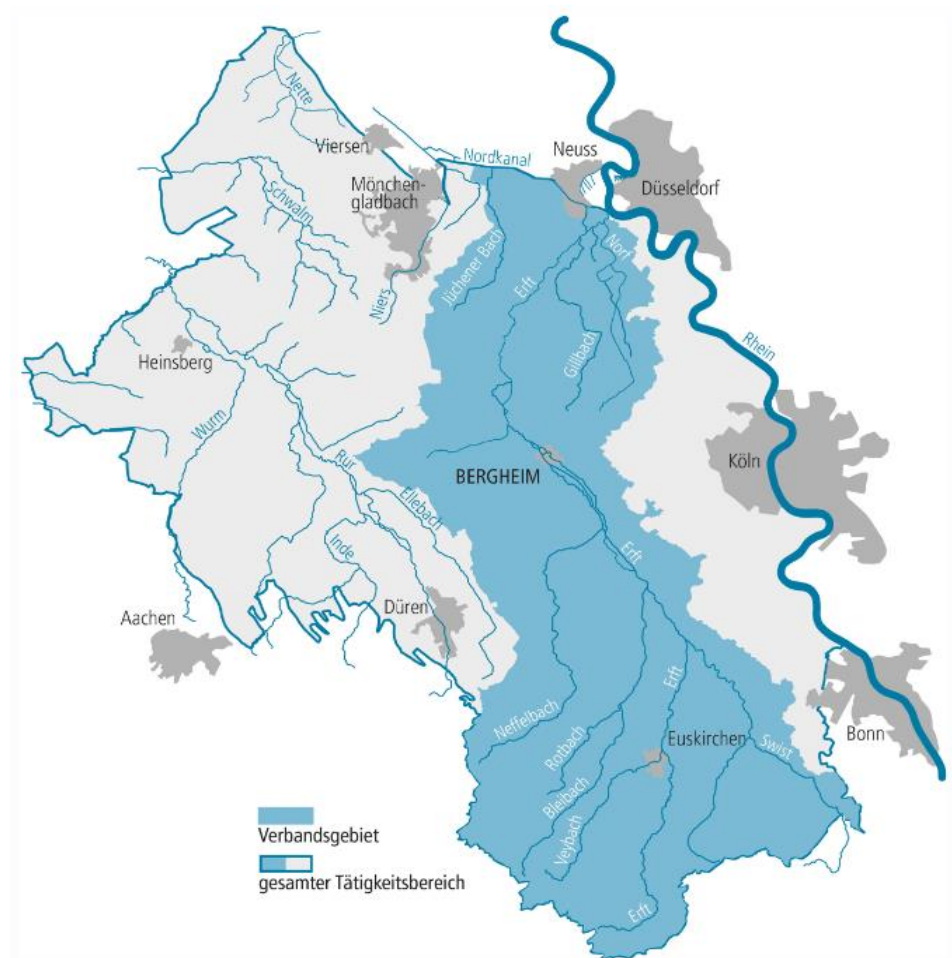 Nette
Viersen
Nordkanal
Neuss
Mönchen-
gladbach
Düsseldorf
Schwalm
Erft
Norf
Jüchener Bach
Erft
Niers
Gillbach
Rhein
Heinsberg
Wurm
Rur
BERGHEIM
Köln
Ellebach
Inde
Erft
Düren
Aachen
Erft
Neffelbach
Rotbach
Euskirchen
Swist
Bonn
Bleibach
Veybach
Verbandsgebiet
gesamter Tätigkeitsbereich
Erft